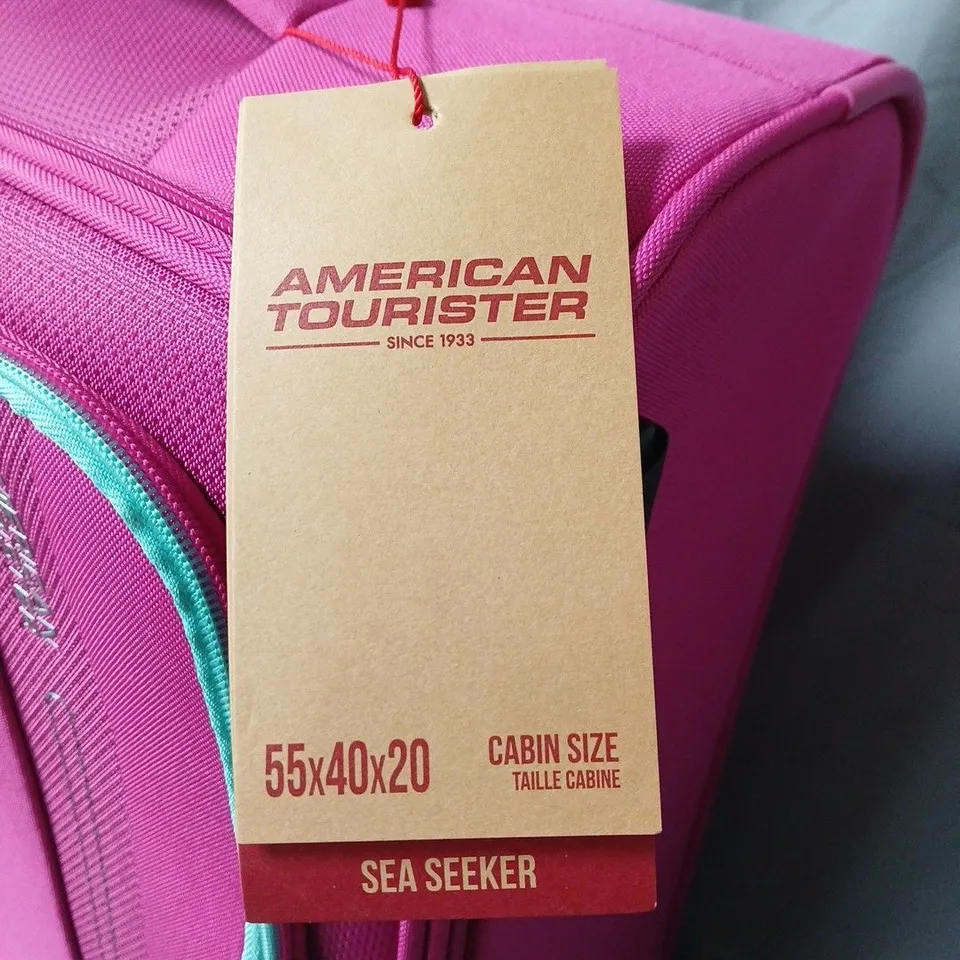 AMERICAN
TOURISTER
SINCE 1933
55x40x20
CABIN SIZE
TAILLE CABINE
SEA SEEKER